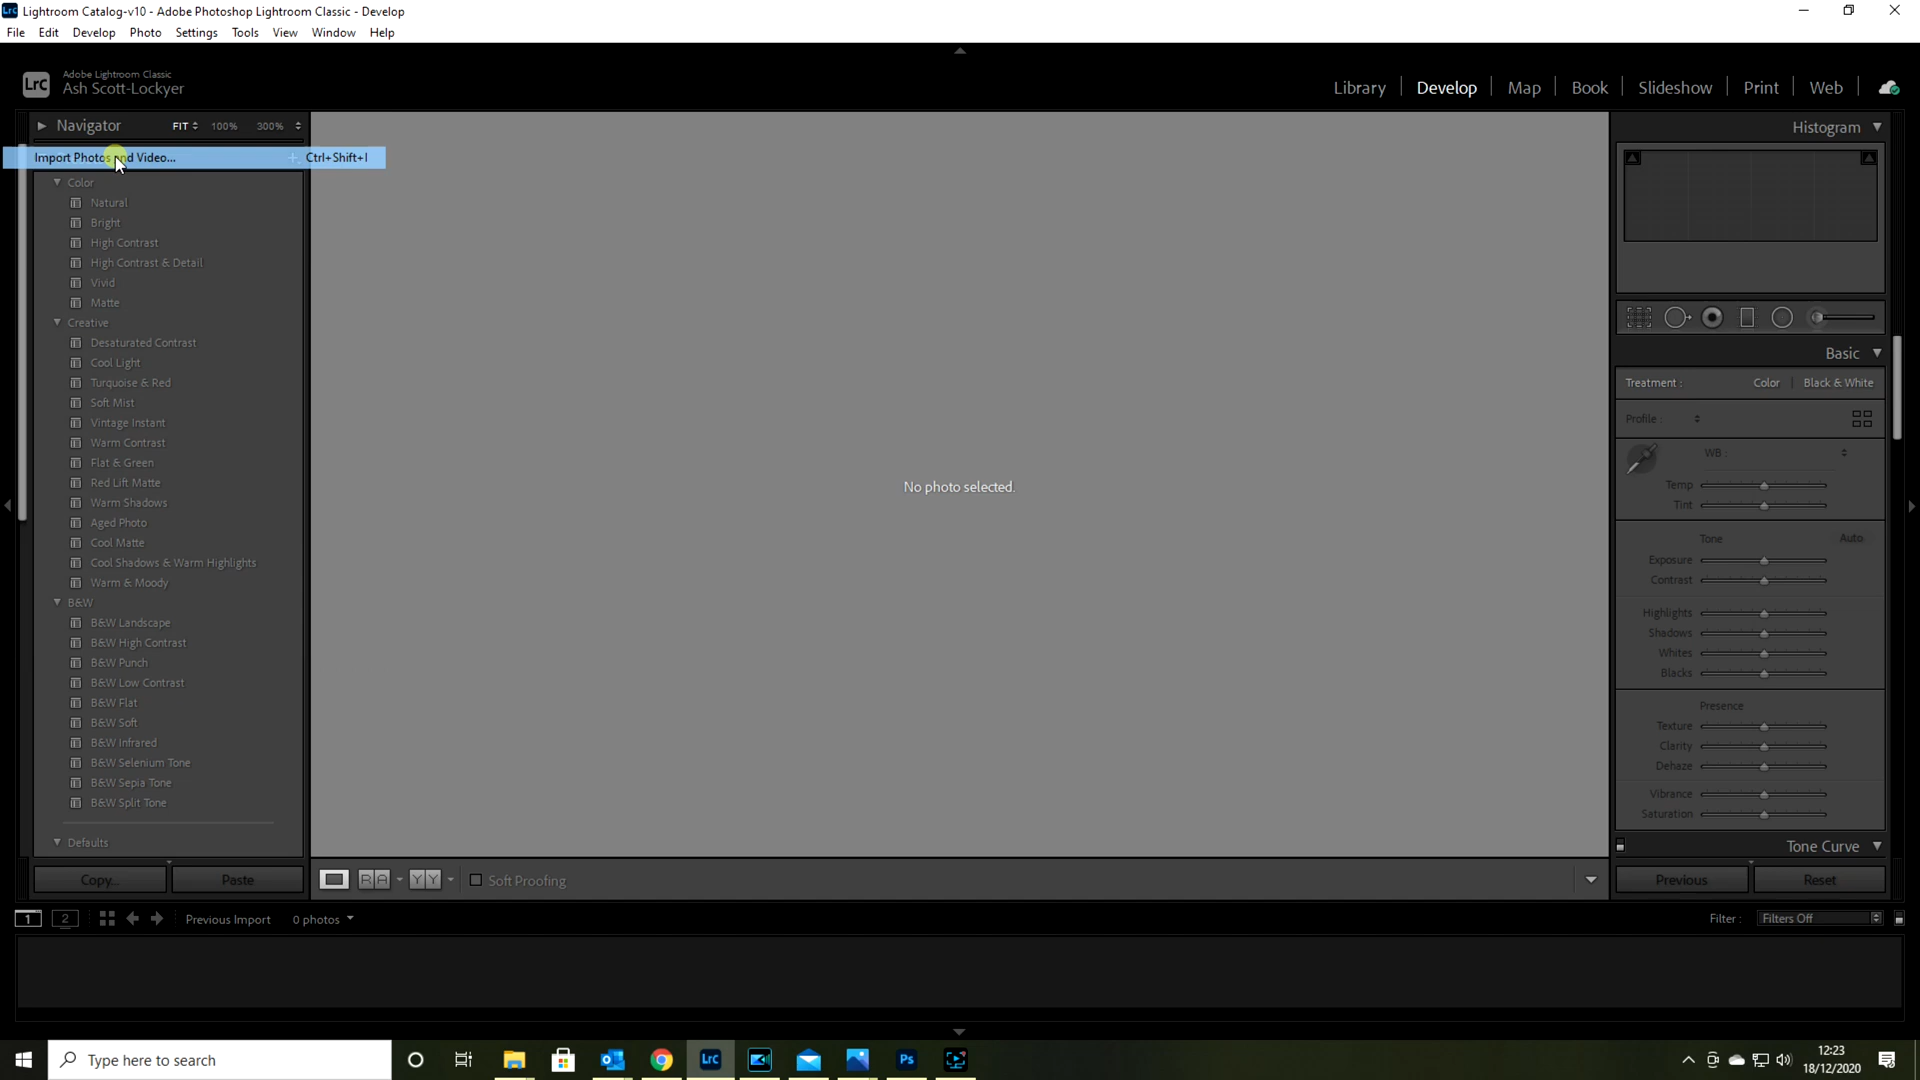 Lrc Lightroom Catalog-v10 - Adobe Photoshop Lightroom Classic - Develop
File Edit Develop Photo Settings Tools View Window Help
Lrc Adobe Lightroom Classic
Ash Scott-Lockyer
Library Develop Map Book Slideshow Print Web
Navigator FIT 100% 300%
Import Photos and Video... Ctrl+Shift+I
Color
Natural
Bright
High Contrast
High Contrast & Detail
Vivid
Matte
Creative
Desaturated Contrast
Cool Light
Turquoise & Red
Soft Mist
Vintage Instant
Warm Contrast
Flat & Green
Red Lift Matte
Warm Shadows
Aged Photo
Cool Matte
Cool Shadows & Warm Highlights
Warm & Moody
B&W
B&W Landscape
B&W High Contrast
B&W Punch
B&W Low Contrast
B&W Flat
B&W Soft
B&W Infrared
B&W Selenium Tone
B&W Sepia Tone
B&W Split Tone
Defaults
Copy... Paste
No photo selected.
R A Y Y Soft Proofing
Histogram
Basic
Treatment : Color Black & White
Profile :
WB :
Temp
Tint
Tone Auto
Exposure
Contrast
Highlights
Shadows
Whites
Blacks
Presence
Texture
Clarity
Dehaze
Vibrance
Saturation
Tone Curve
Previous Reset
1 2 Previous Import 0 photos Filter : Filters Off
Type here to search Lrc Ps
12:23
18/12/2020